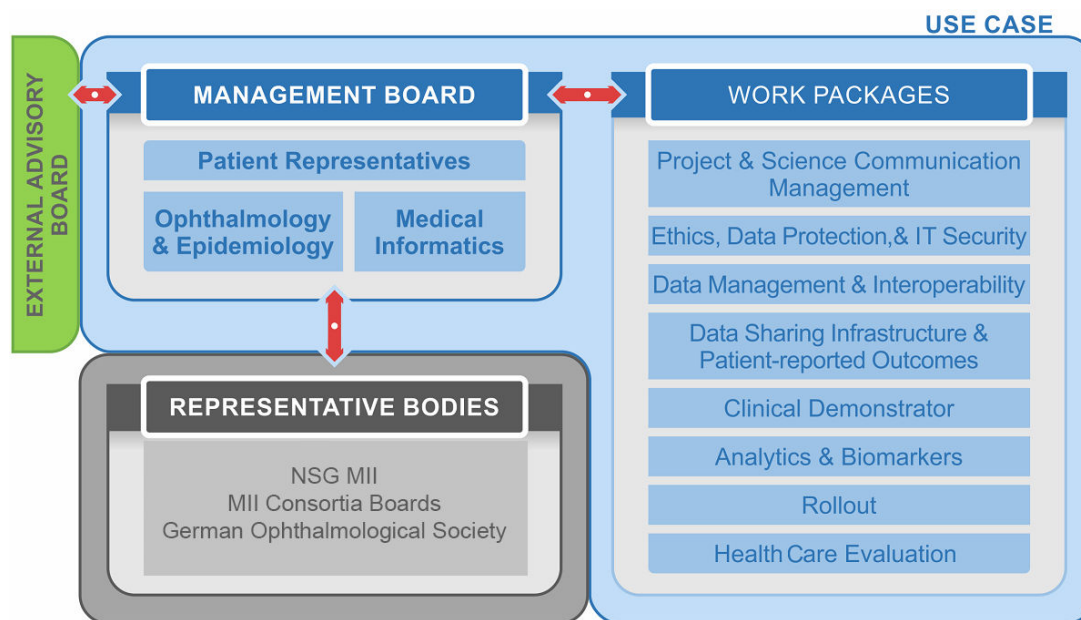 USE CASE
EXTERNAL ADVISORY
BOARD
MANAGEMENT BOARD
Patient Representatives
Ophthalmology
& Epidemiology
Medical
Informatics
REPRESENTATIVE BODIES
NSG MII
MII Consortia Boards
German Ophthalmological Society
WORK PACKAGES
Project & Science Communication
Management
Ethics, Data Protection,& IT Security
Data Management & Interoperability
Data Sharing Infrastructure &
Patient-reported Outcomes
Clinical Demonstrator
Analytics & Biomarkers
Rollout
Health Care Evaluation